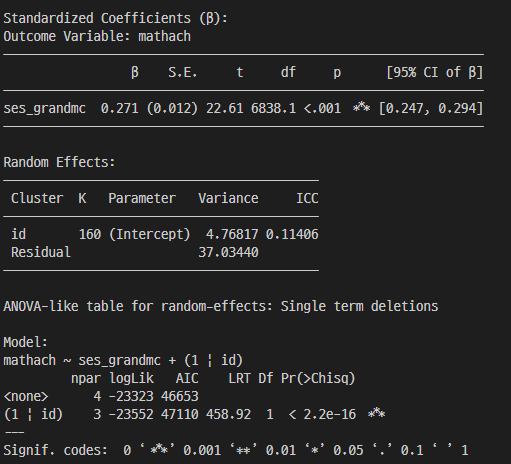 Standardized Coefficients (β):
Outcome Variable: mathach
β S.E. t df p [95% CI of β]
ses_grandmc 0.271 (0.012) 22.61 6838.1 <.001 *** [0.247, 0.294]
Random Effects:
Cluster K Parameter Variance ICC
id 160 (Intercept) 4.76817 0.11406
Residual 37.03440
ANOVA-like table for random-effects: Single term deletions
Model:
mathach ~ ses_grandmc + (1 | id)
npar logLik AIC LRT Df Pr(>Chisq)
<none> 4 -23323 46653
(1 | id) 3 -23552 47110 458.92 1 < 2.2e-16 ***
---
Signif. codes: 0 ‘***’ 0.001 ‘**’ 0.01 ‘*’ 0.05 ‘.’ 0.1 ‘ ’ 1